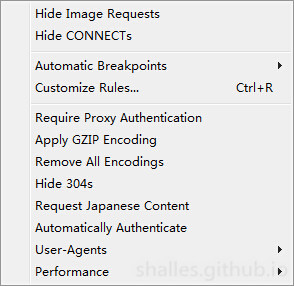 Hide Image Requests
Hide CONNECTs
Automatic Breakpoints
Customize Rules... Ctrl+R
Require Proxy Authentication
Apply GZIP Encoding
Remove All Encodings
Hide 304s
Request Japanese Content
Automatically Authenticate
User-Agents
Performance
shalles.github.io